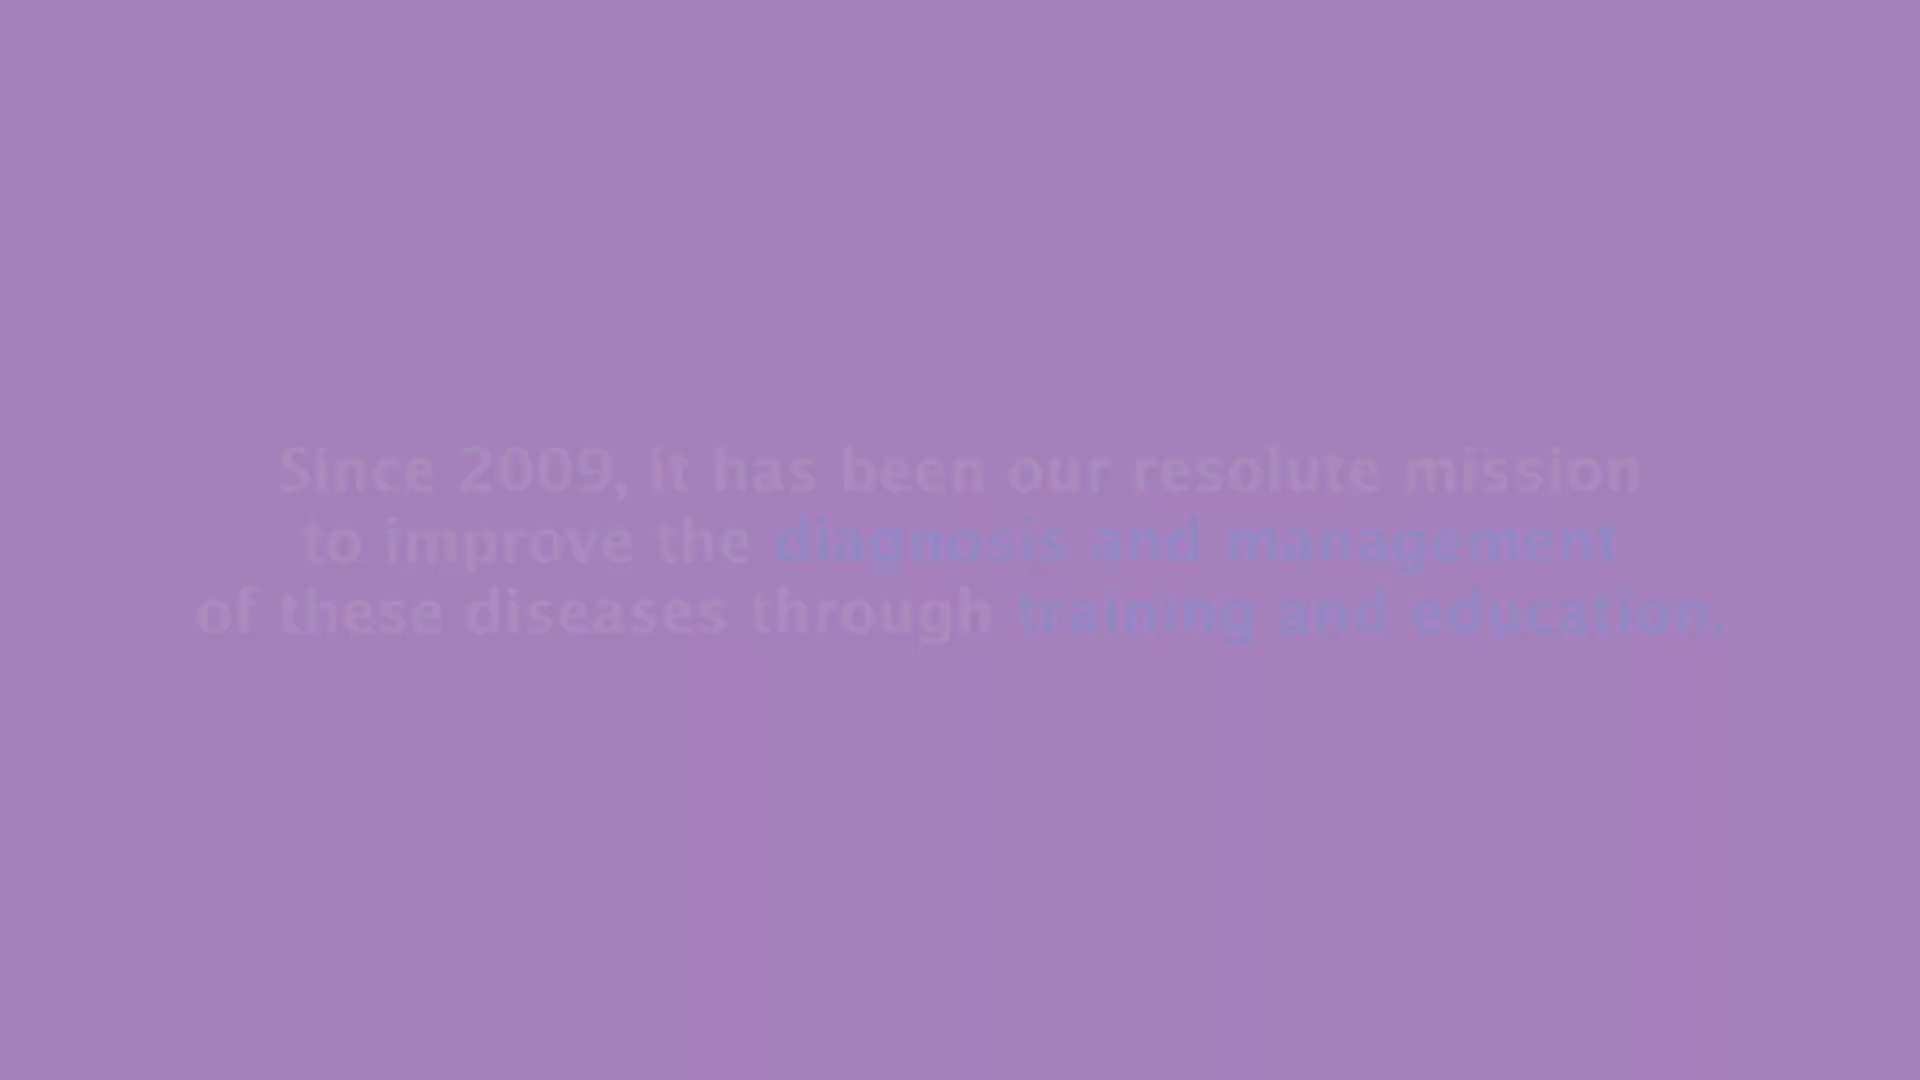 Since 2009, it has been our resolute mission
to improve the diagnosis and management
of these diseases through training and education.